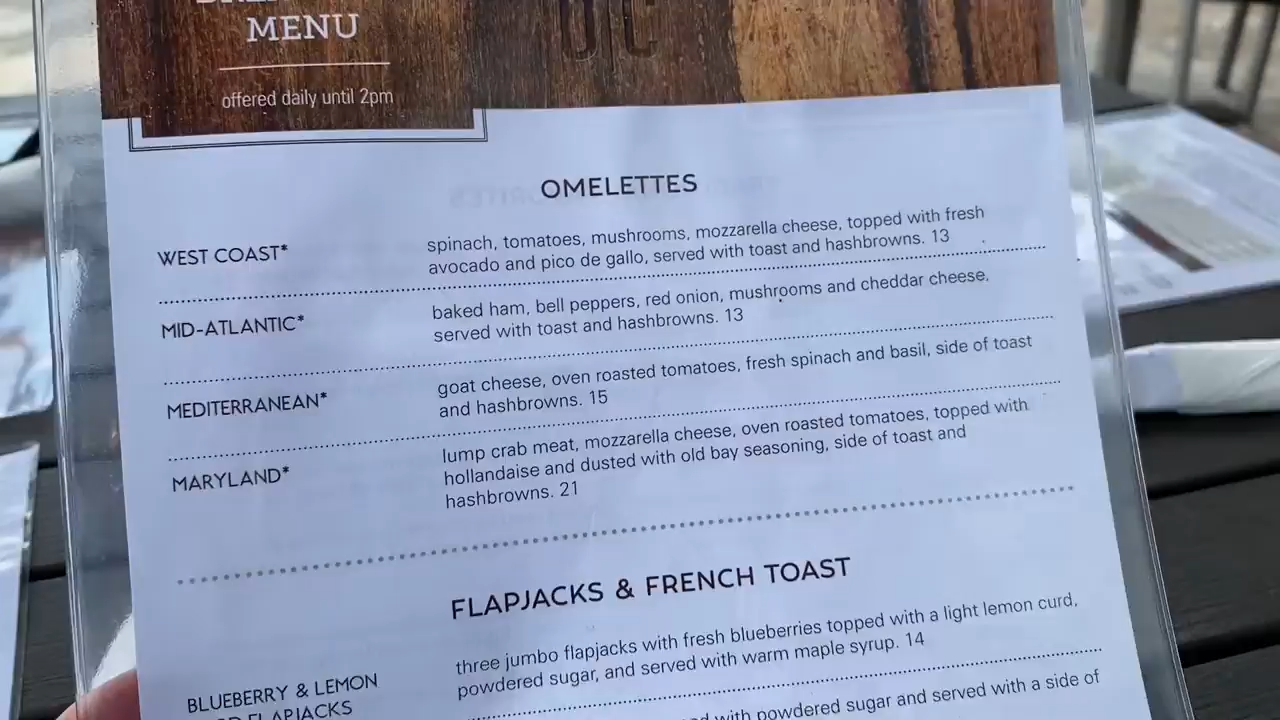 MENU
offered daily until 2pm
OMELETTES
WEST COAST*
spinach, tomatoes, mushrooms, mozzarella cheese, topped with fresh
avocado and pico de gallo, served with toast and hashbrowns. 13
MID-ATLANTIC*
baked ham, bell peppers, red onion, mushrooms and cheddar cheese,
served with toast and hashbrowns. 13
MEDITERRANEAN*
goat cheese, oven roasted tomatoes, fresh spinach and basil, side of toast
and hashbrowns. 15
MARYLAND*
lump crab meat, mozzarella cheese, oven roasted tomatoes, topped with
hollandaise and dusted with old bay seasoning, side of toast and
hashbrowns. 21
FLAPJACKS & FRENCH TOAST
BLUEBERRY & LEMON
FLAPJACKS
three jumbo flapjacks with fresh blueberries topped with a light lemon curd,
powdered sugar, and served with warm maple syrup. 14
with powdered sugar and served with a side of